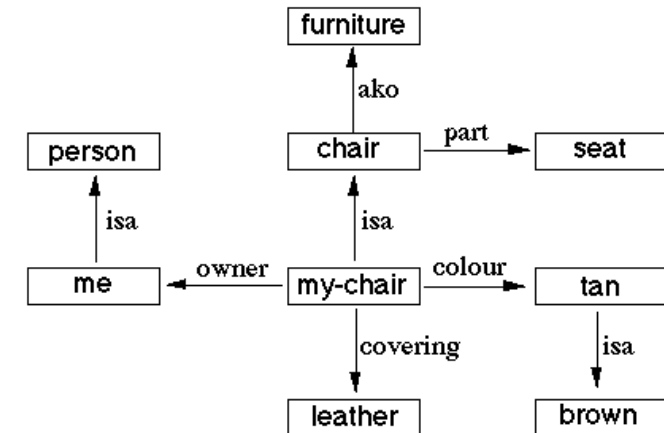 furniture
ako
person
chair
part
seat
isa
isa
me
owner
my-chair
colour
tan
covering
isa
leather
brown